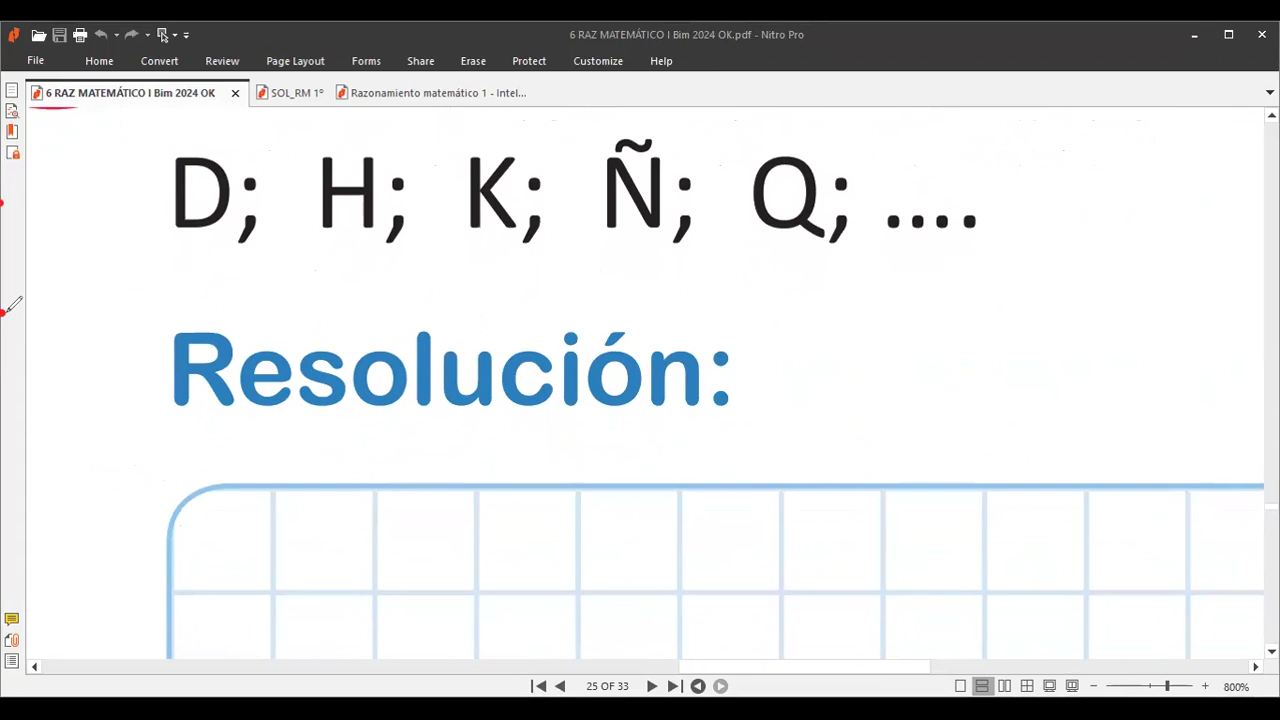 6 RAZ MATEMÁTICO I Bim 2024 OK.pdf - Nitro Pro
File Home Convert Review Page Layout Forms Share Erase Protect Customize Help
6 RAZ MATEMÁTICO I Bim 2024 OK SOL_RM 1° Razonamiento matemático 1 - Intel...
D; H; K; Ñ; Q; ....
Resolución:
25 OF 33
800%